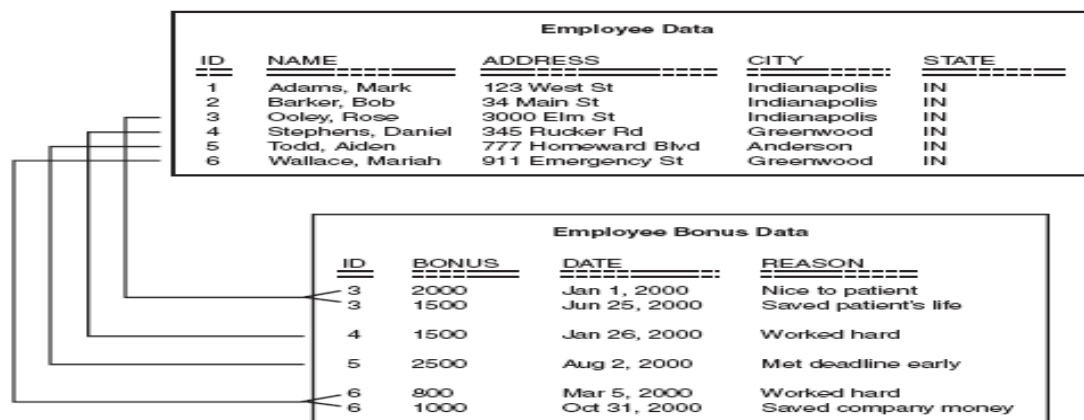 Employee Data
ID NAME ADDRESS CITY STATE
1 Adams, Mark 123 West St Indianapolis IN
2 Barker, Bob 34 Main St Indianapolis IN
3 Ooley, Rose 3000 Elm St Indianapolis IN
4 Stephens, Daniel 345 Rucker Rd Greenwood IN
5 Todd, Aiden 777 Homeward Blvd Anderson IN
6 Wallace, Mariah 911 Emergency St Greenwood IN
Employee Bonus Data
ID BONUS DATE REASON
3 2000 Jan 1, 2000 Nice to patient
3 1500 Jun 25, 2000 Saved patient's life
4 1500 Jan 26, 2000 Worked hard
5 2500 Aug 2, 2000 Met deadline early
6 800 Mar 5, 2000 Worked hard
6 1000 Oct 31, 2000 Saved company money